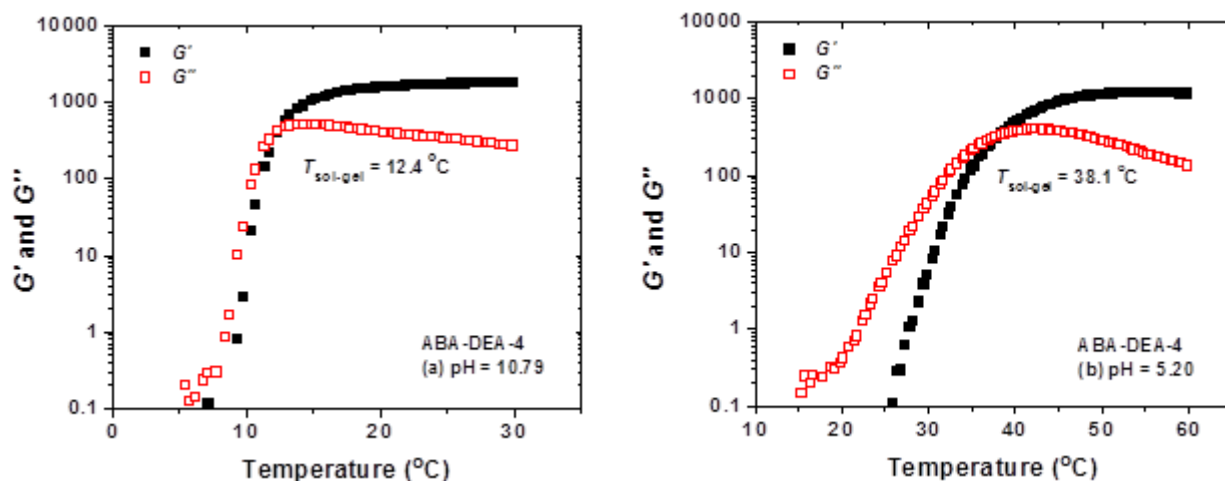 10000
1000
100
10
1
0.1
G' and G''
G'
G''
T sol-gel = 12.4 °C
ABA-DEA-4
(a) pH = 10.79
0 10 20 30
Temperature (°C)
10000
1000
100
10
1
0.1
G' and G''
G'
G''
T sol-gel = 38.1 °C
ABA-DEA-4
(b) pH = 5.20
10 20 30 40 50 60
Temperature (°C)